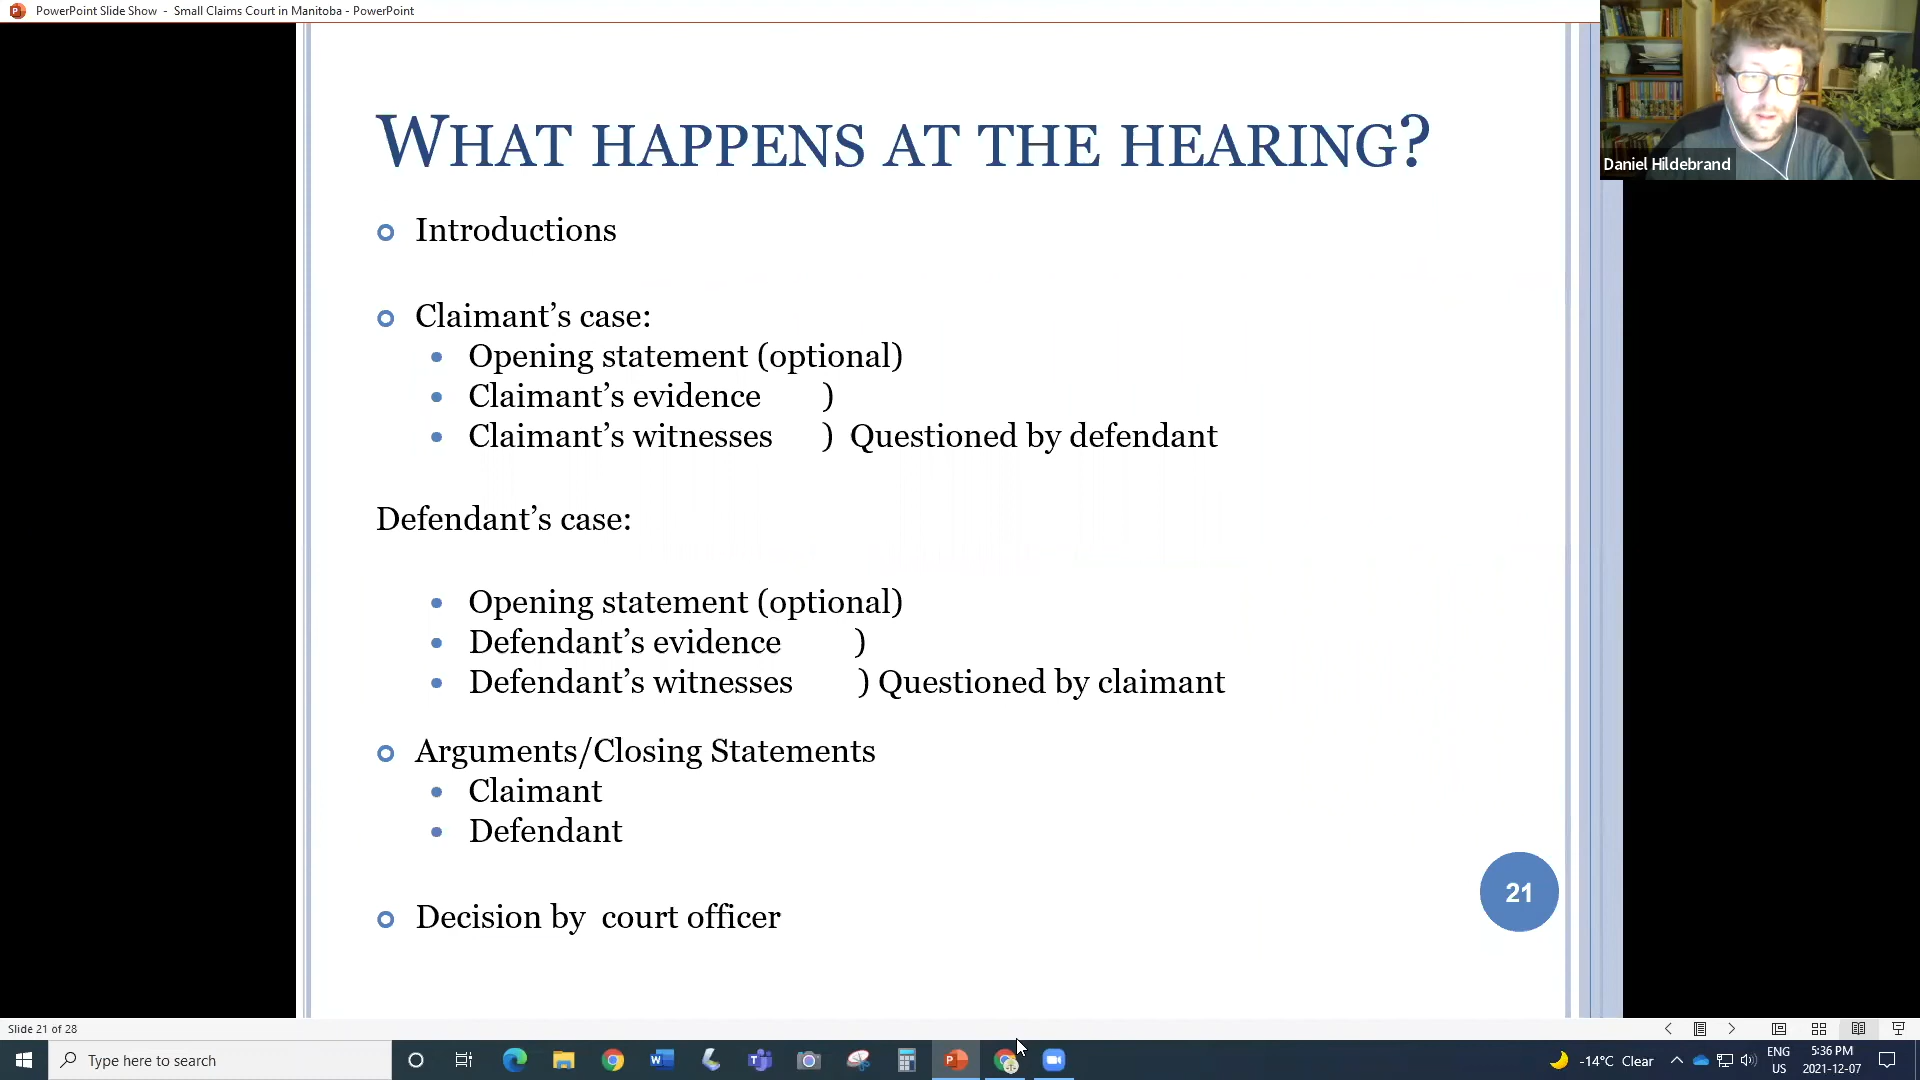 PowerPoint Slide Show - Small Claims Court in Manitoba - PowerPoint
Daniel Hildebrand
WHAT HAPPENS AT THE HEARING?
Introductions
Claimant’s case:
Opening statement (optional)
Claimant’s evidence )
Claimant’s witnesses ) Questioned by defendant
Defendant’s case:
Opening statement (optional)
Defendant’s evidence )
Defendant’s witnesses ) Questioned by claimant
Arguments/Closing Statements
Claimant
Defendant
21
Decision by court officer
Slide 21 of 28
Type here to search
-14°C Clear
ENG
US
5:36 PM
2021-12-07